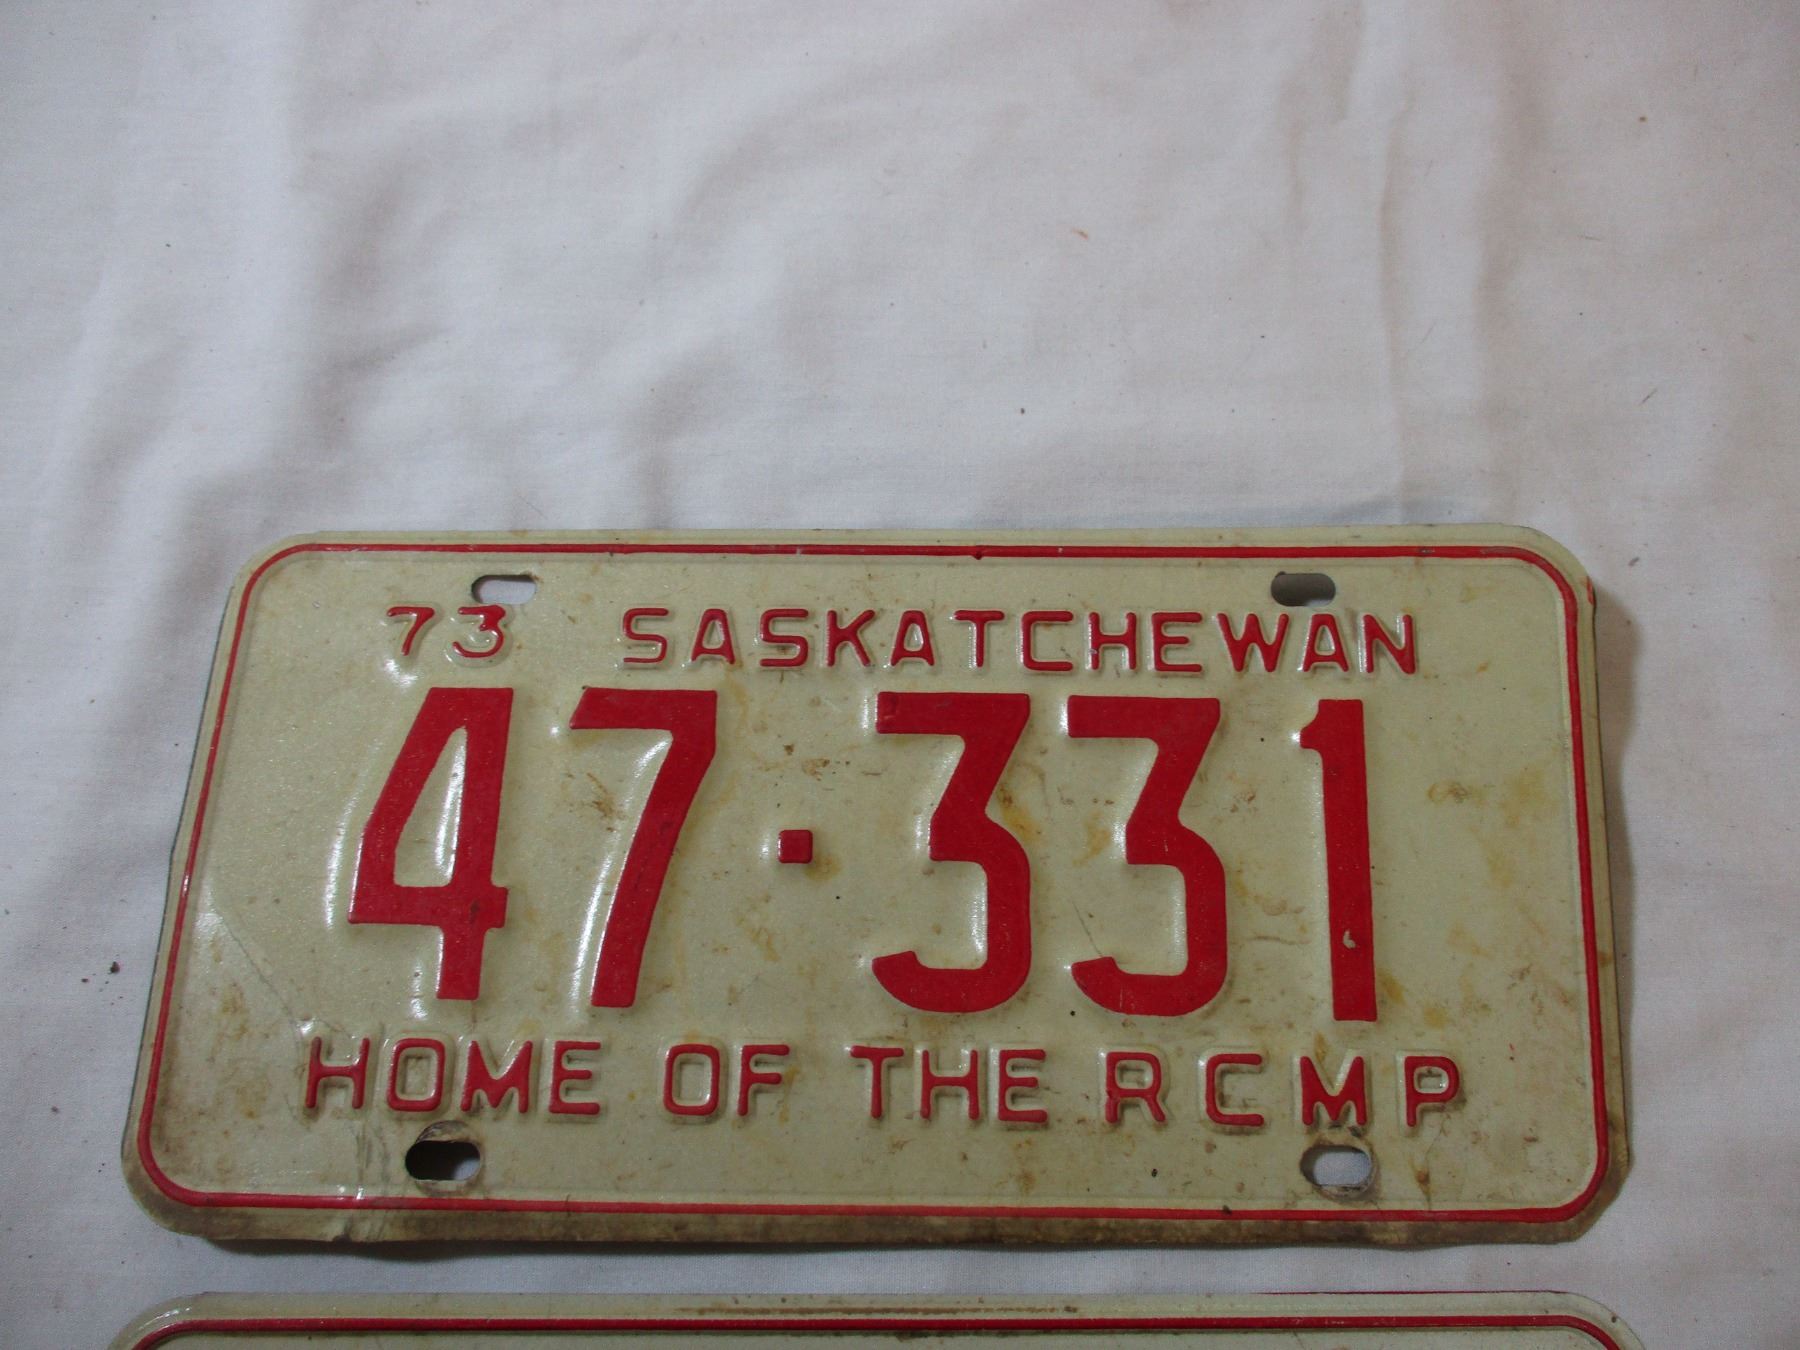 73 SASKATCHEWAN
47·331
HOME OF THE RCMP